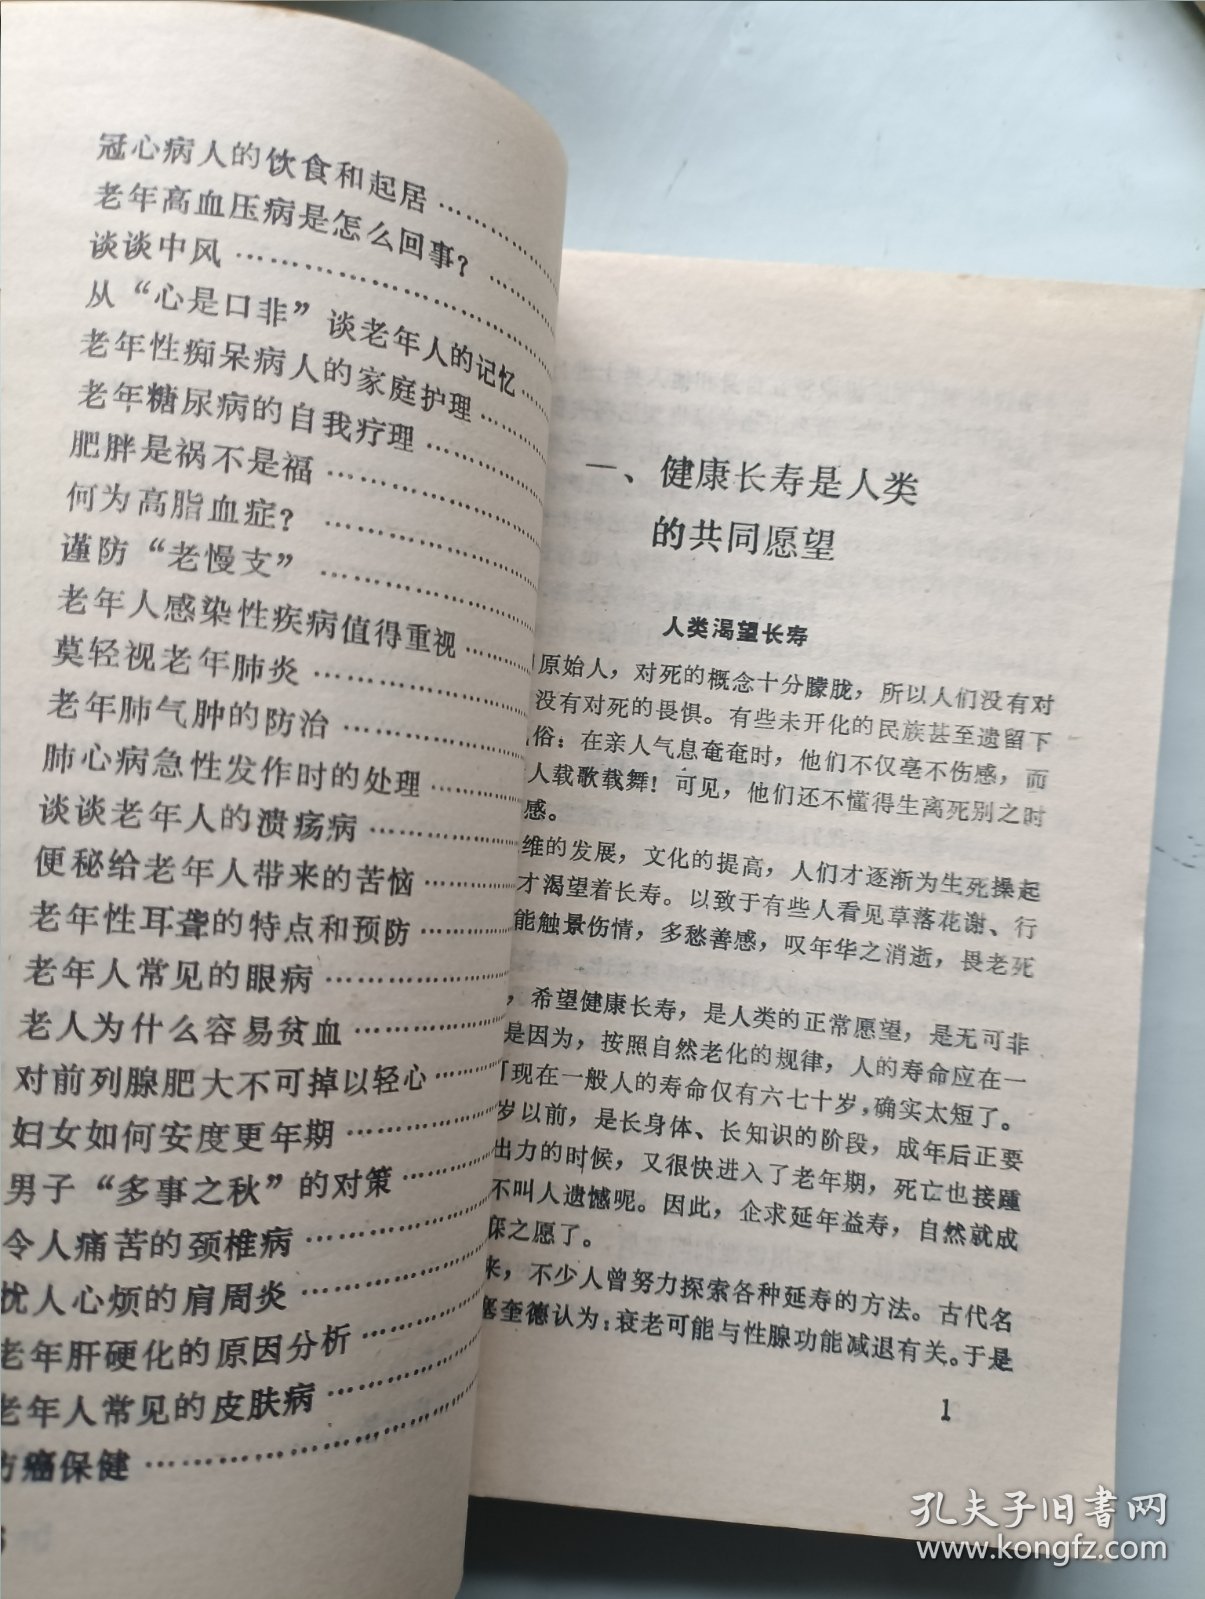 冠心病人的饮食和起居………
老年高血压病是怎么回事？……
谈谈中风………………
从“心是口非”谈老年人的记忆……
老年性痴呆病人的家庭护理……
老年糖尿病的自我疗理………
肥胖是祸不是福……………
何为高脂血症？……………
谨防“老慢支”……………
老年人感染性疾病值得重视……
莫轻视老年肺炎……………
老年肺气肿的防治…………
肺心病急性发作时的处理………
谈谈老年人的溃疡病…………
便秘给老年人带来的苦恼………
老年性耳聋的特点和预防………
老年人常见的眼病……………
老人为什么容易贫血…………
对前列腺肥大不可掉以轻心……
妇女如何安度更年期…………
男子“多事之秋”的对策………
令人痛苦的颈椎病……………
扰人心烦的肩周炎……………
老年肝硬化的原因分析…………
老年人常见的皮肤病…………
防癌保健…………………
一、健康长寿是人类
的共同愿望
人类渴望长寿
原始人，对死的概念十分朦胧，所以人们没有对
没有对死的畏惧。有些未开化的民族甚至遗留下
俗：在亲人气息奄奄时，他们不仅毫不伤感，而
人载歌载舞！可见，他们还不懂得生离死别之时
感。
维的发展，文化的提高，人们才逐渐为生死操起
才渴望着长寿。以致于有些人看见草落花谢、行
能触景伤情，多愁善感，叹年华之消逝，畏老死
，希望健康长寿，是人类的正常愿望，是无可非
是因为，按照自然老化的规律，人的寿命应在一
现在一般人的寿命仅有六七十岁，确实太短了。
岁以前，是长身体、长知识的阶段，成年后正要
出力的时候，又很快进入了老年期，死亡也接踵
不叫人遗憾呢。因此，企求延年益寿，自然就成
之愿了。
来，不少人曾努力探索各种延寿的方法。古代名
塞奎德认为：衰老可能与性腺功能减退有关。于是
1
孔夫子旧书网
www.kongfz.com